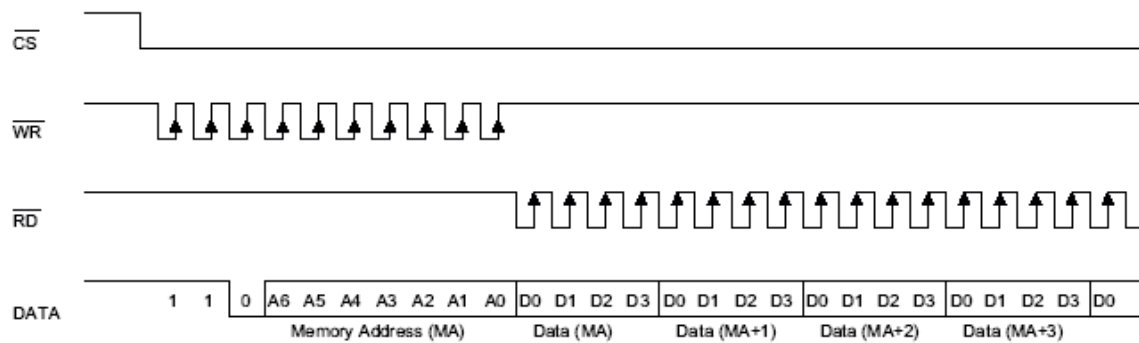 CS
WR
RD
DATA 1 1 0 A6 A5 A4 A3 A2 A1 A0 D0 D1 D2 D3 D0 D1 D2 D3 D0 D1 D2 D3 D0 D1 D2 D3 D0
Memory Address (MA) Data (MA) Data (MA+1) Data (MA+2) Data (MA+3)